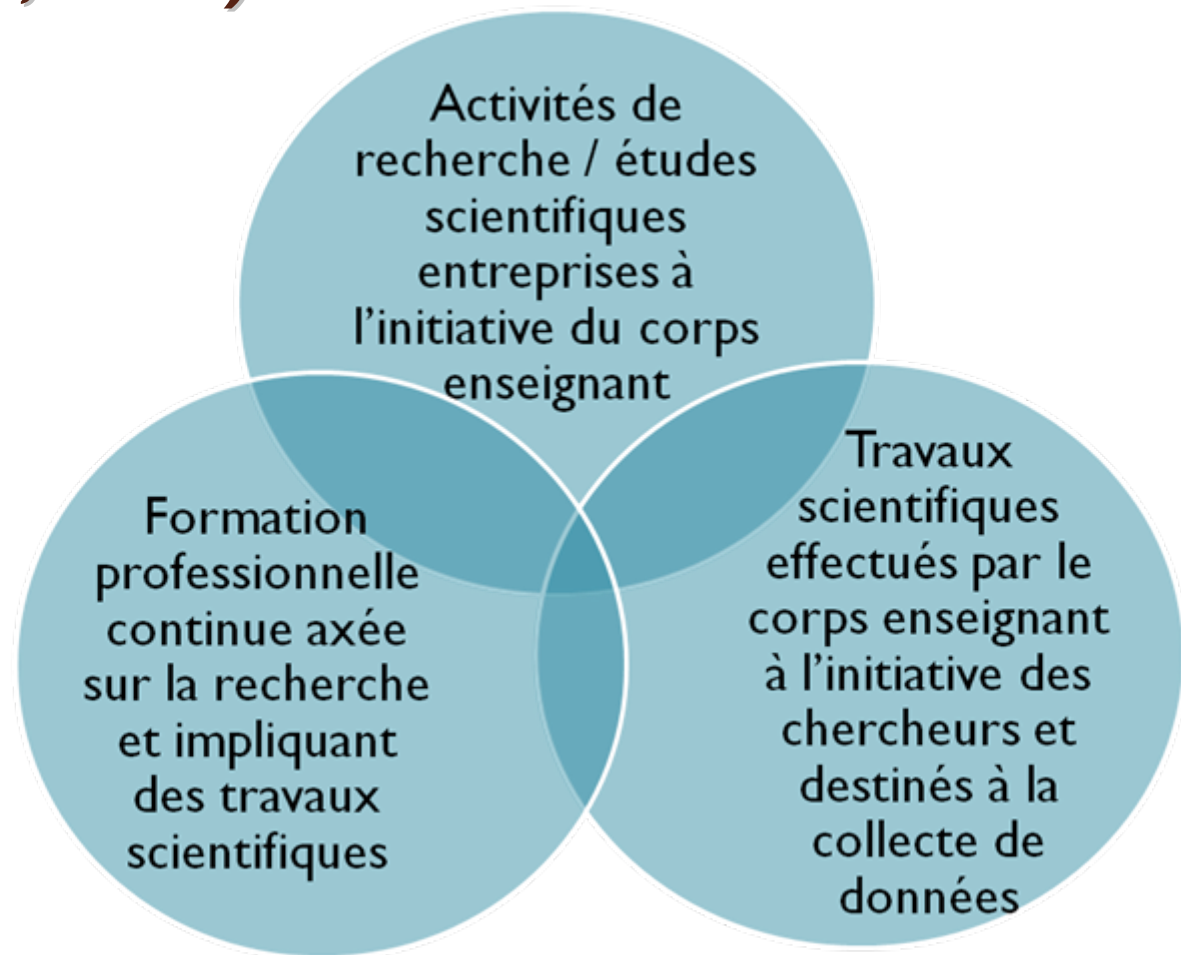 Activités de
recherche / études
scientifiques
entreprises à
l’initiative du corps
enseignant
Formation
professionnelle
continue axée
sur la recherche
et impliquant
des travaux
scientifiques
Travaux
scientifiques
effectués par le
corps enseignant
à l’initiative des
chercheurs et
destinés à la
collecte de
données